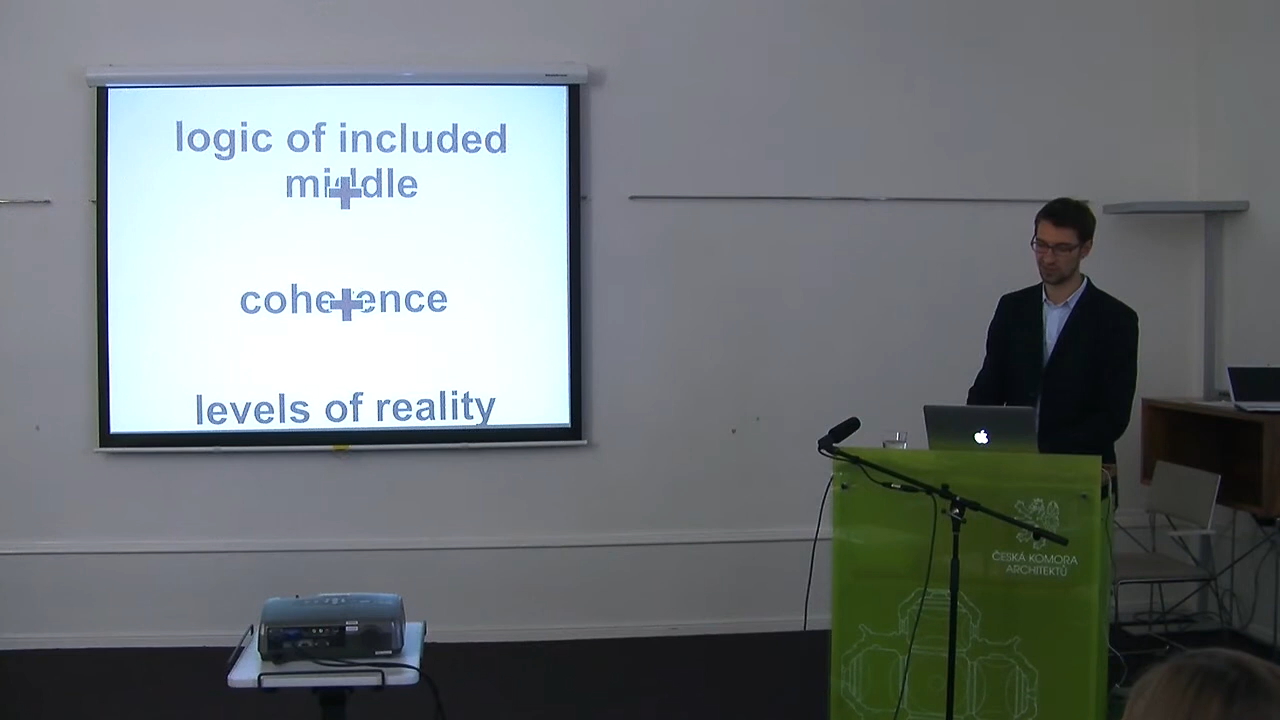 logic of included
middle
coherence
levels of reality
ČESKÁ KOMORA
ARCHITEKTŮ